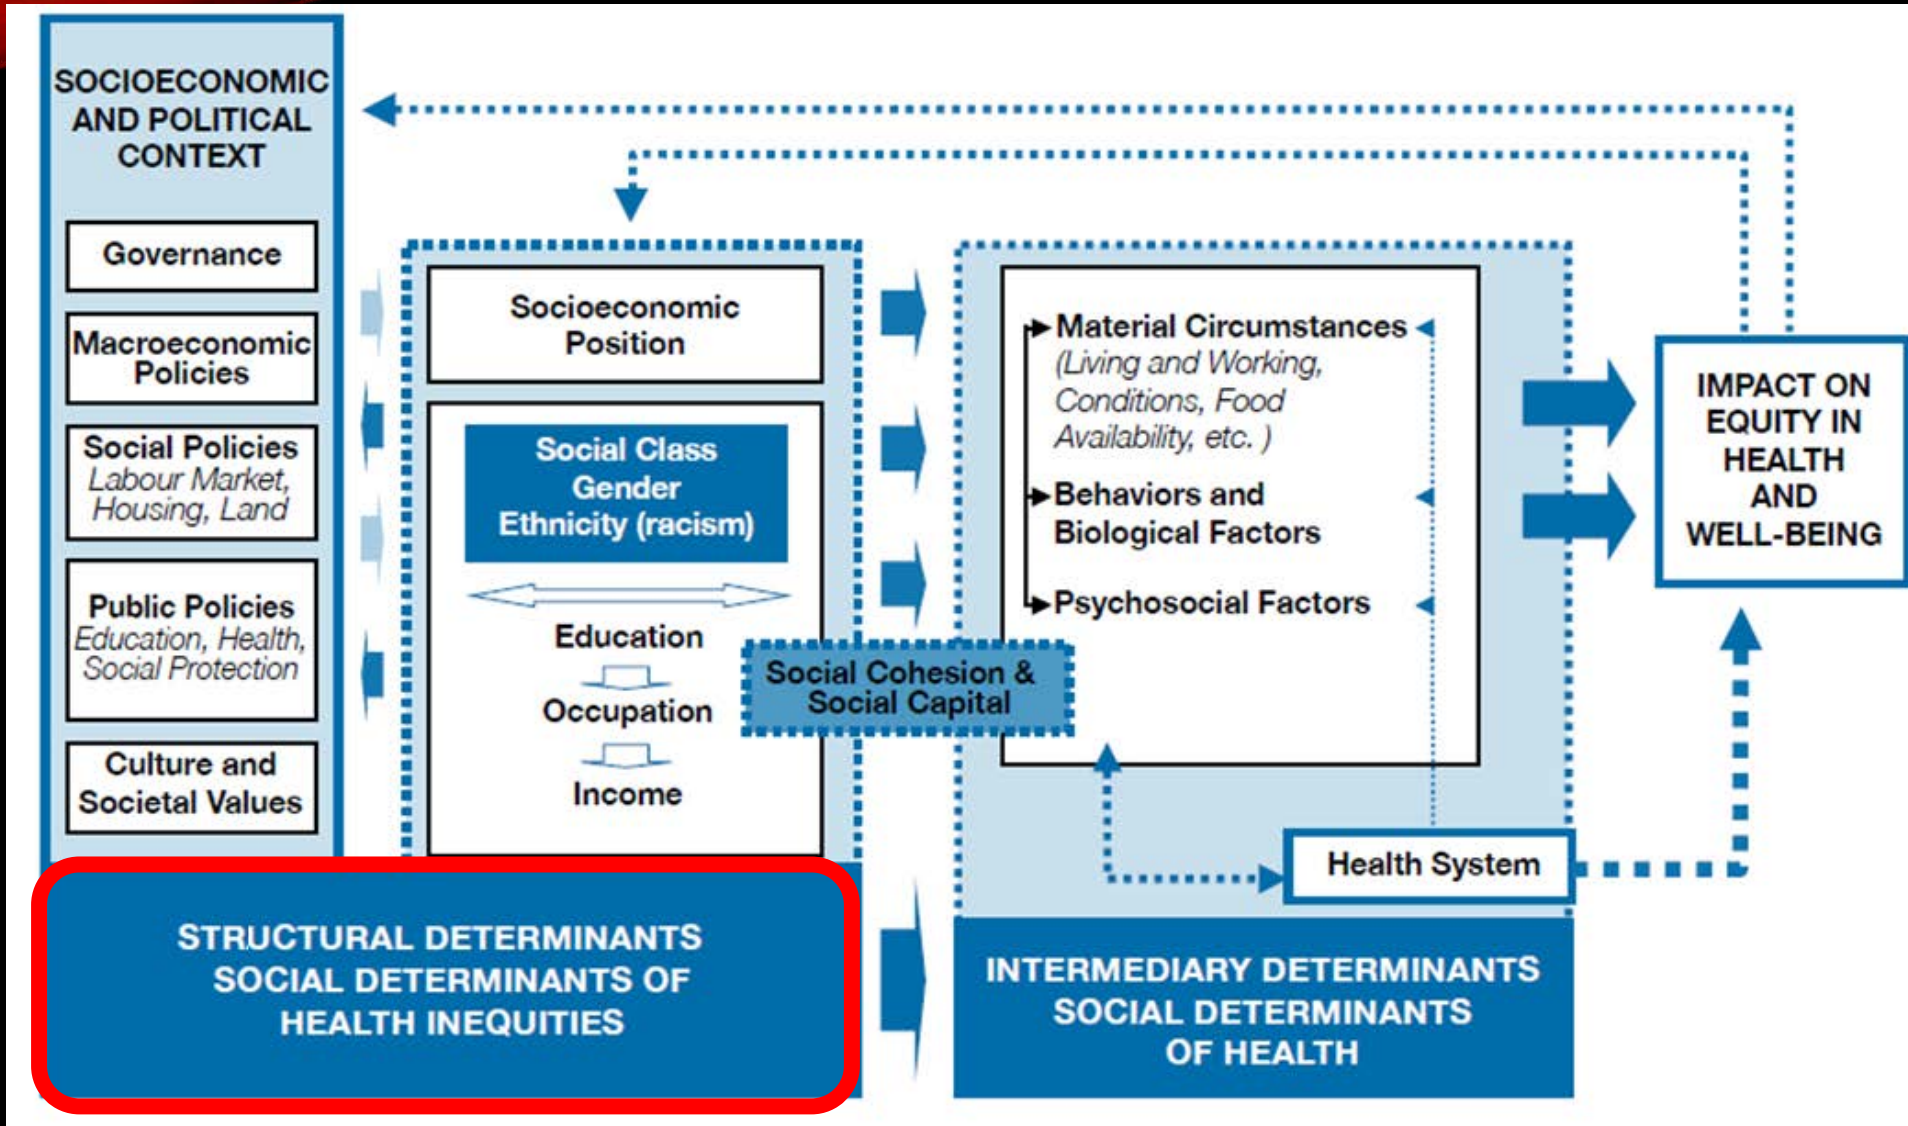 SOCIOECONOMIC
AND POLITICAL
CONTEXT
Governance
Macroeconomic
Policies
Social Policies
Labour Market,
Housing, Land
Public Policies
Education, Health,
Social Protection
Culture and
Societal Values
Socioeconomic
Position
Social Class
Gender
Ethnicity (racism)
Education
Occupation
Income
Social Cohesion &
Social Capital
Material Circumstances
(Living and Working,
Conditions, Food
Availability, etc. )
Behaviors and
Biological Factors
Psychosocial Factors
Health System
IMPACT ON
EQUITY IN
HEALTH
AND
WELL-BEING
STRUCTURAL DETERMINANTS
SOCIAL DETERMINANTS OF
HEALTH INEQUITIES
INTERMEDIARY DETERMINANTS
SOCIAL DETERMINANTS
OF HEALTH